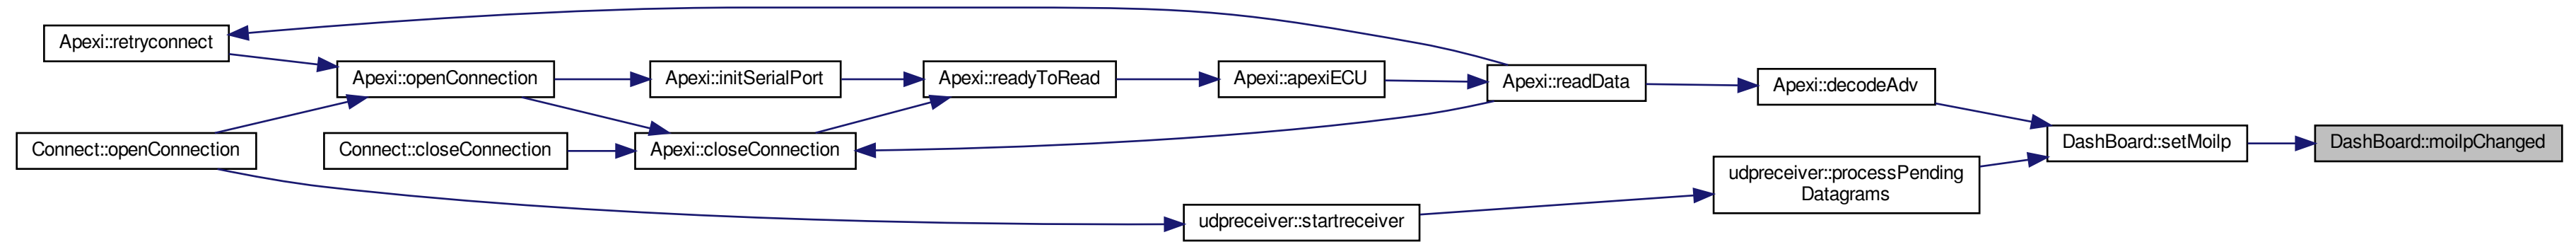 Apexi::retryconnect
Apexi::openConnection
Apexi::initSerialPort
Apexi::readyToRead
Apexi::apexiECU
Apexi::readData
Apexi::decodeAdv
Connect::openConnection
Connect::closeConnection
Apexi::closeConnection
DashBoard::setMoilp
DashBoard::moilpChanged
udpreceiver::processPending
Datagrams
udpreceiver::startreceiver